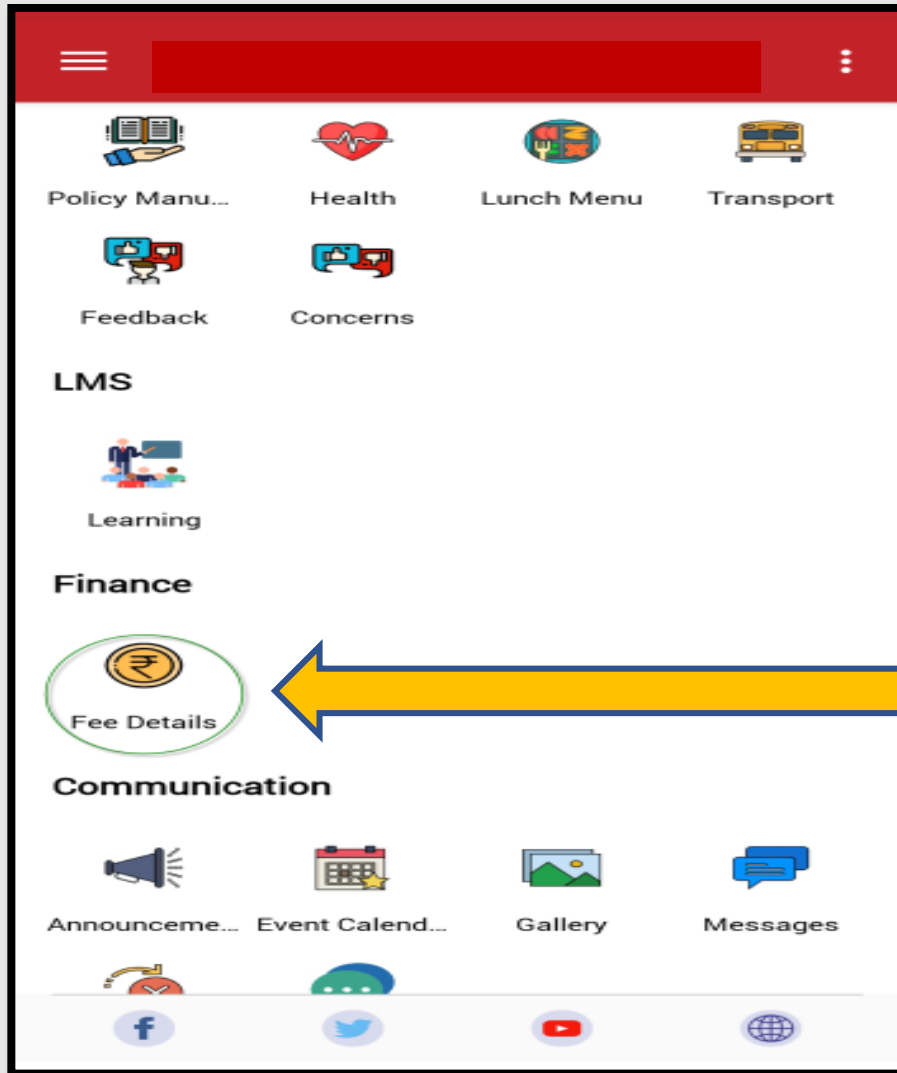 Policy Manu... Health Lunch Menu Transport
Feedback Concerns
LMS
Learning
Finance
₹
Fee Details
Communication
Announceme... Event Calend... Gallery Messages
f